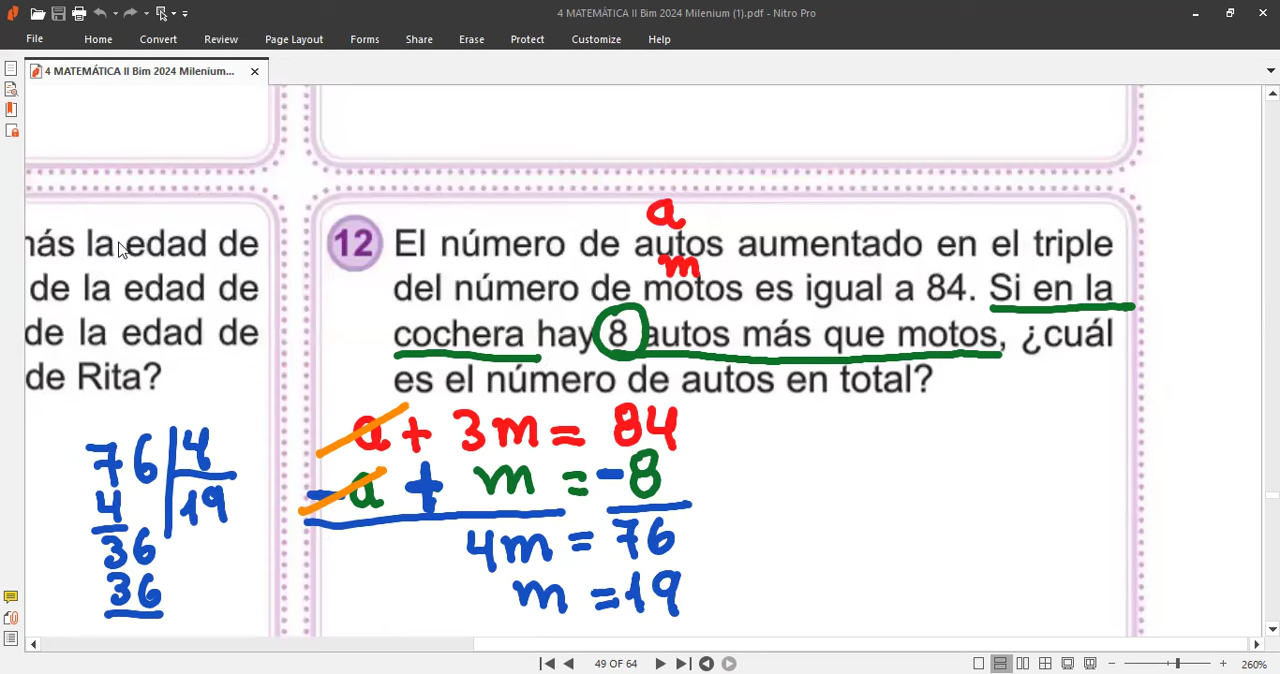 4 MATEMÁTICA II Bim 2024 Milenium (1).pdf - Nitro Pro
File Home Convert Review Page Layout Forms Share Erase Protect Customize Help
4 MATEMÁTICA II Bim 2024 Milenium...
nás la edad de
de la edad de
de la edad de
de Rita?
a
12 El número de autos aumentado en el triple
m
del número de motos es igual a 84. Si en la
cochera hay 8 autos más que motos, ¿cuál
es el número de autos en total?
a + 3m = 84
-a + m = -8
4m = 76
m = 19
76 4
4 19
36
36
49 OF 64
260%